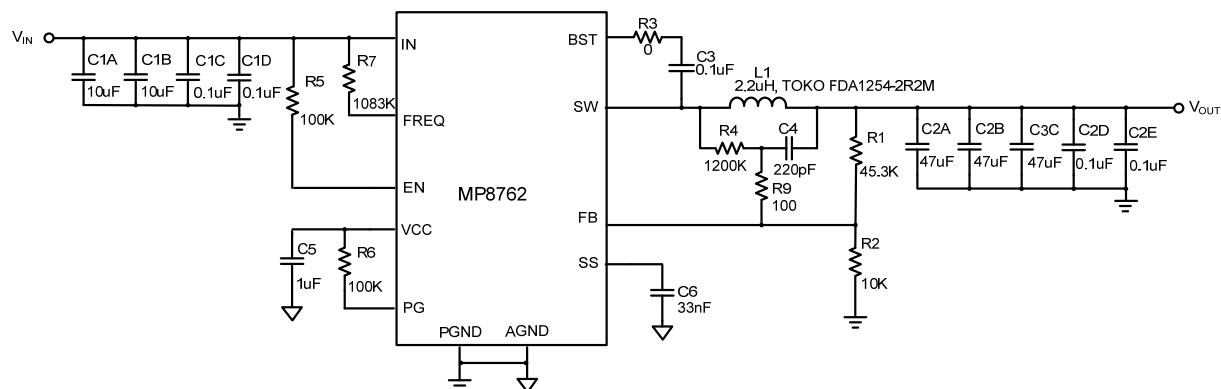 VIN
C1A
10uF
C1B
10uF
C1C
0.1uF
C1D
0.1uF
R5
100K
R7
1083K
IN
FREQ
EN
VCC
PG
C5
1uF
R6
100K
MP8762
PGND
AGND
BST
SW
FB
SS
R3
0
C3
0.1uF
L1
2.2uH, TOKO FDA1254-2R2M
R4
1200K
C4
220pF
R9
100
R1
45.3K
R2
10K
C6
33nF
C2A
47uF
C2B
47uF
C3C
47uF
C2D
0.1uF
C2E
0.1uF
VOUT